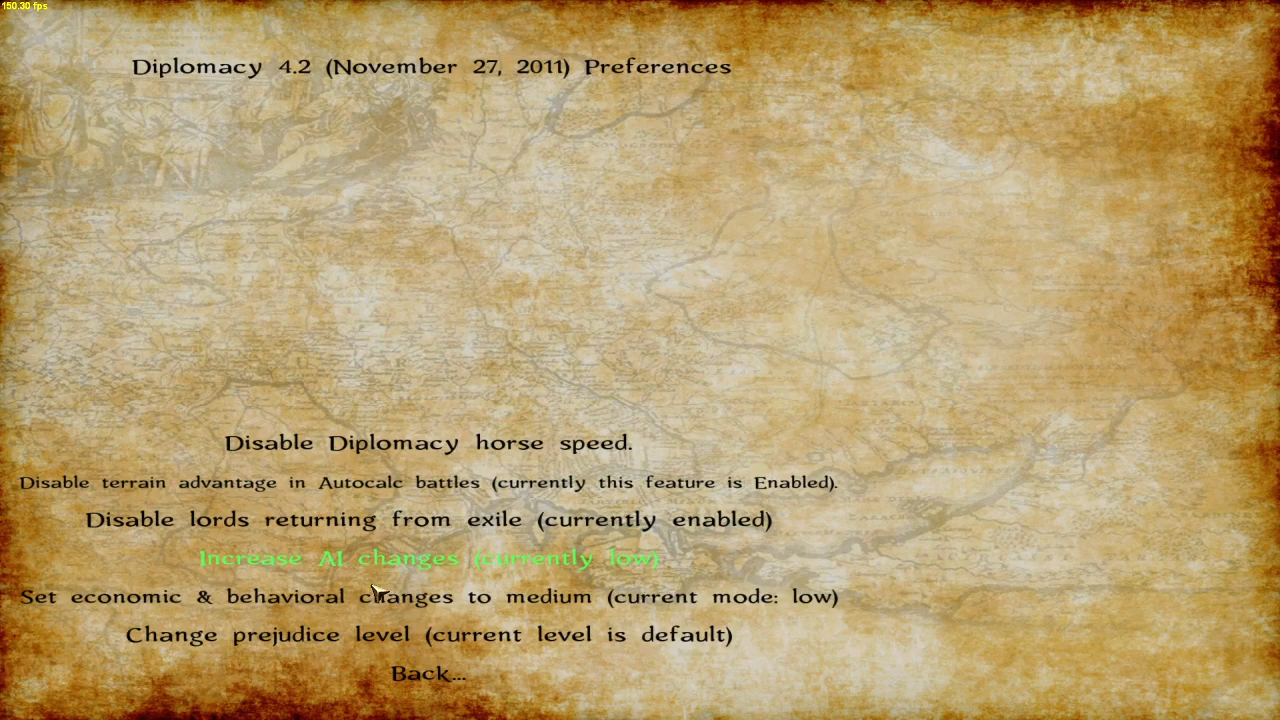 150.30 fps
Diplomacy 4.2 (November 27, 2011) Preferences
Disable Diplomacy horse speed.
Disable terrain advantage in Autocalc battles (currently this feature is Enabled).
Disable lords returning from exile (currently enabled)
Increase AI changes (currently low)
Set economic & behavioral changes to medium (current mode: low)
Change prejudice level (current level is default)
Back...